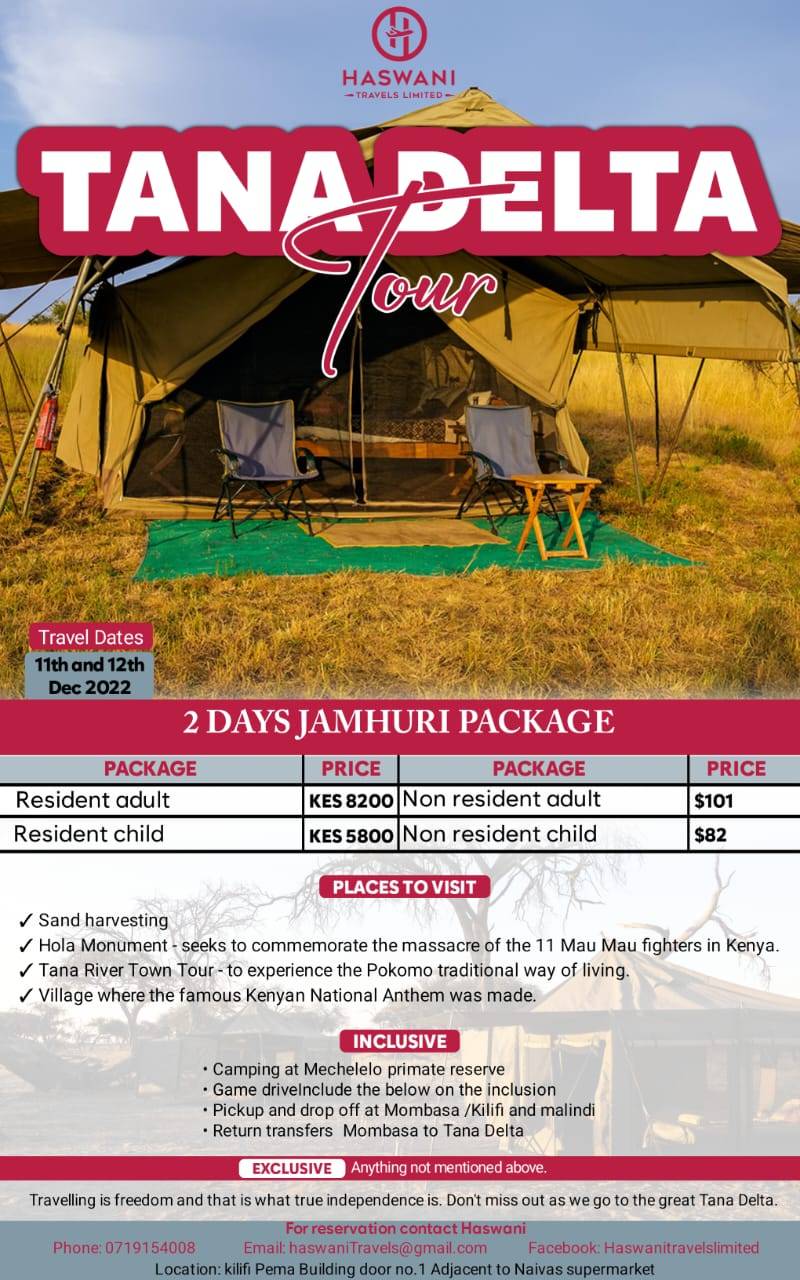 HASWANI
TRAVELS LIMITED
TANA DELTA
Tour
Travel Dates
11th and 12th
Dec 2022
2 DAYS JAMHURI PACKAGE
PACKAGE PRICE PACKAGE PRICE
Resident adult KES 8200 Non resident adult $101
Resident child KES 5800 Non resident child $82
PLACES TO VISIT
✓ Sand harvesting
✓ Hola Monument - seeks to commemorate the massacre of the 11 Mau Mau fighters in Kenya.
✓ Tana River Town Tour - to experience the Pokomo traditional way of living.
✓ Village where the famous Kenyan National Anthem was made.
INCLUSIVE
• Camping at Mechelelo primate reserve
• Game driveInclude the below on the inclusion
• Pickup and drop off at Mombasa /Kilifi and malindi
• Return transfers Mombasa to Tana Delta
EXCLUSIVE Anything not mentioned above.
Travelling is freedom and that is what true independence is. Don't miss out as we go to the great Tana Delta.
For reservation contact Haswani
Phone: 0719154008 Email: haswaniTravels@gmail.com Facebook: Haswanitravelslimited
Location: kilifi Pema Building door no.1 Adjacent to Naivas supermarket